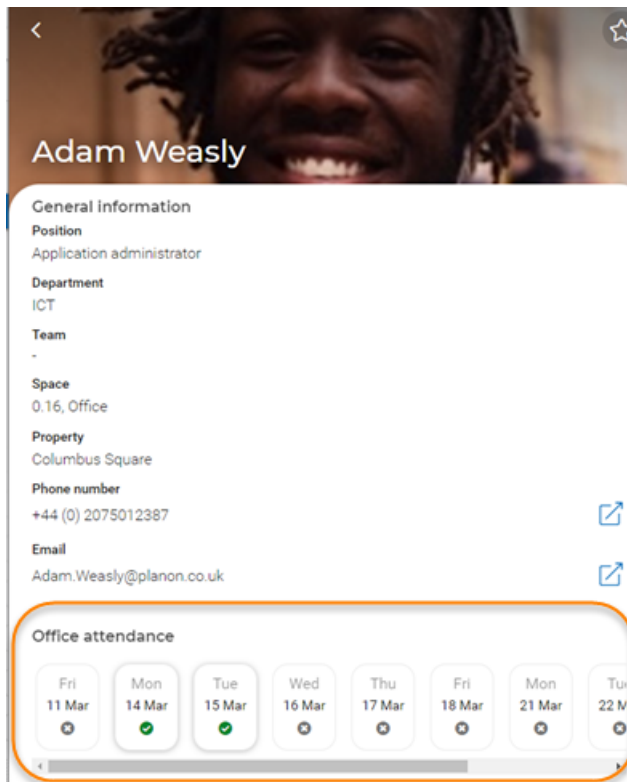 Adam Weasly
General information
Position
Application administrator
Department
ICT
Team
-
Space
0.16, Office
Property
Columbus Square
Phone number
+44 (0) 2075012387
Email
Adam.Weasly@planon.co.uk
Office attendance
Fri Mon Tue Wed Thu Fri Mon Tu
11 Mar 14 Mar 15 Mar 16 Mar 17 Mar 18 Mar 21 Mar 22 M